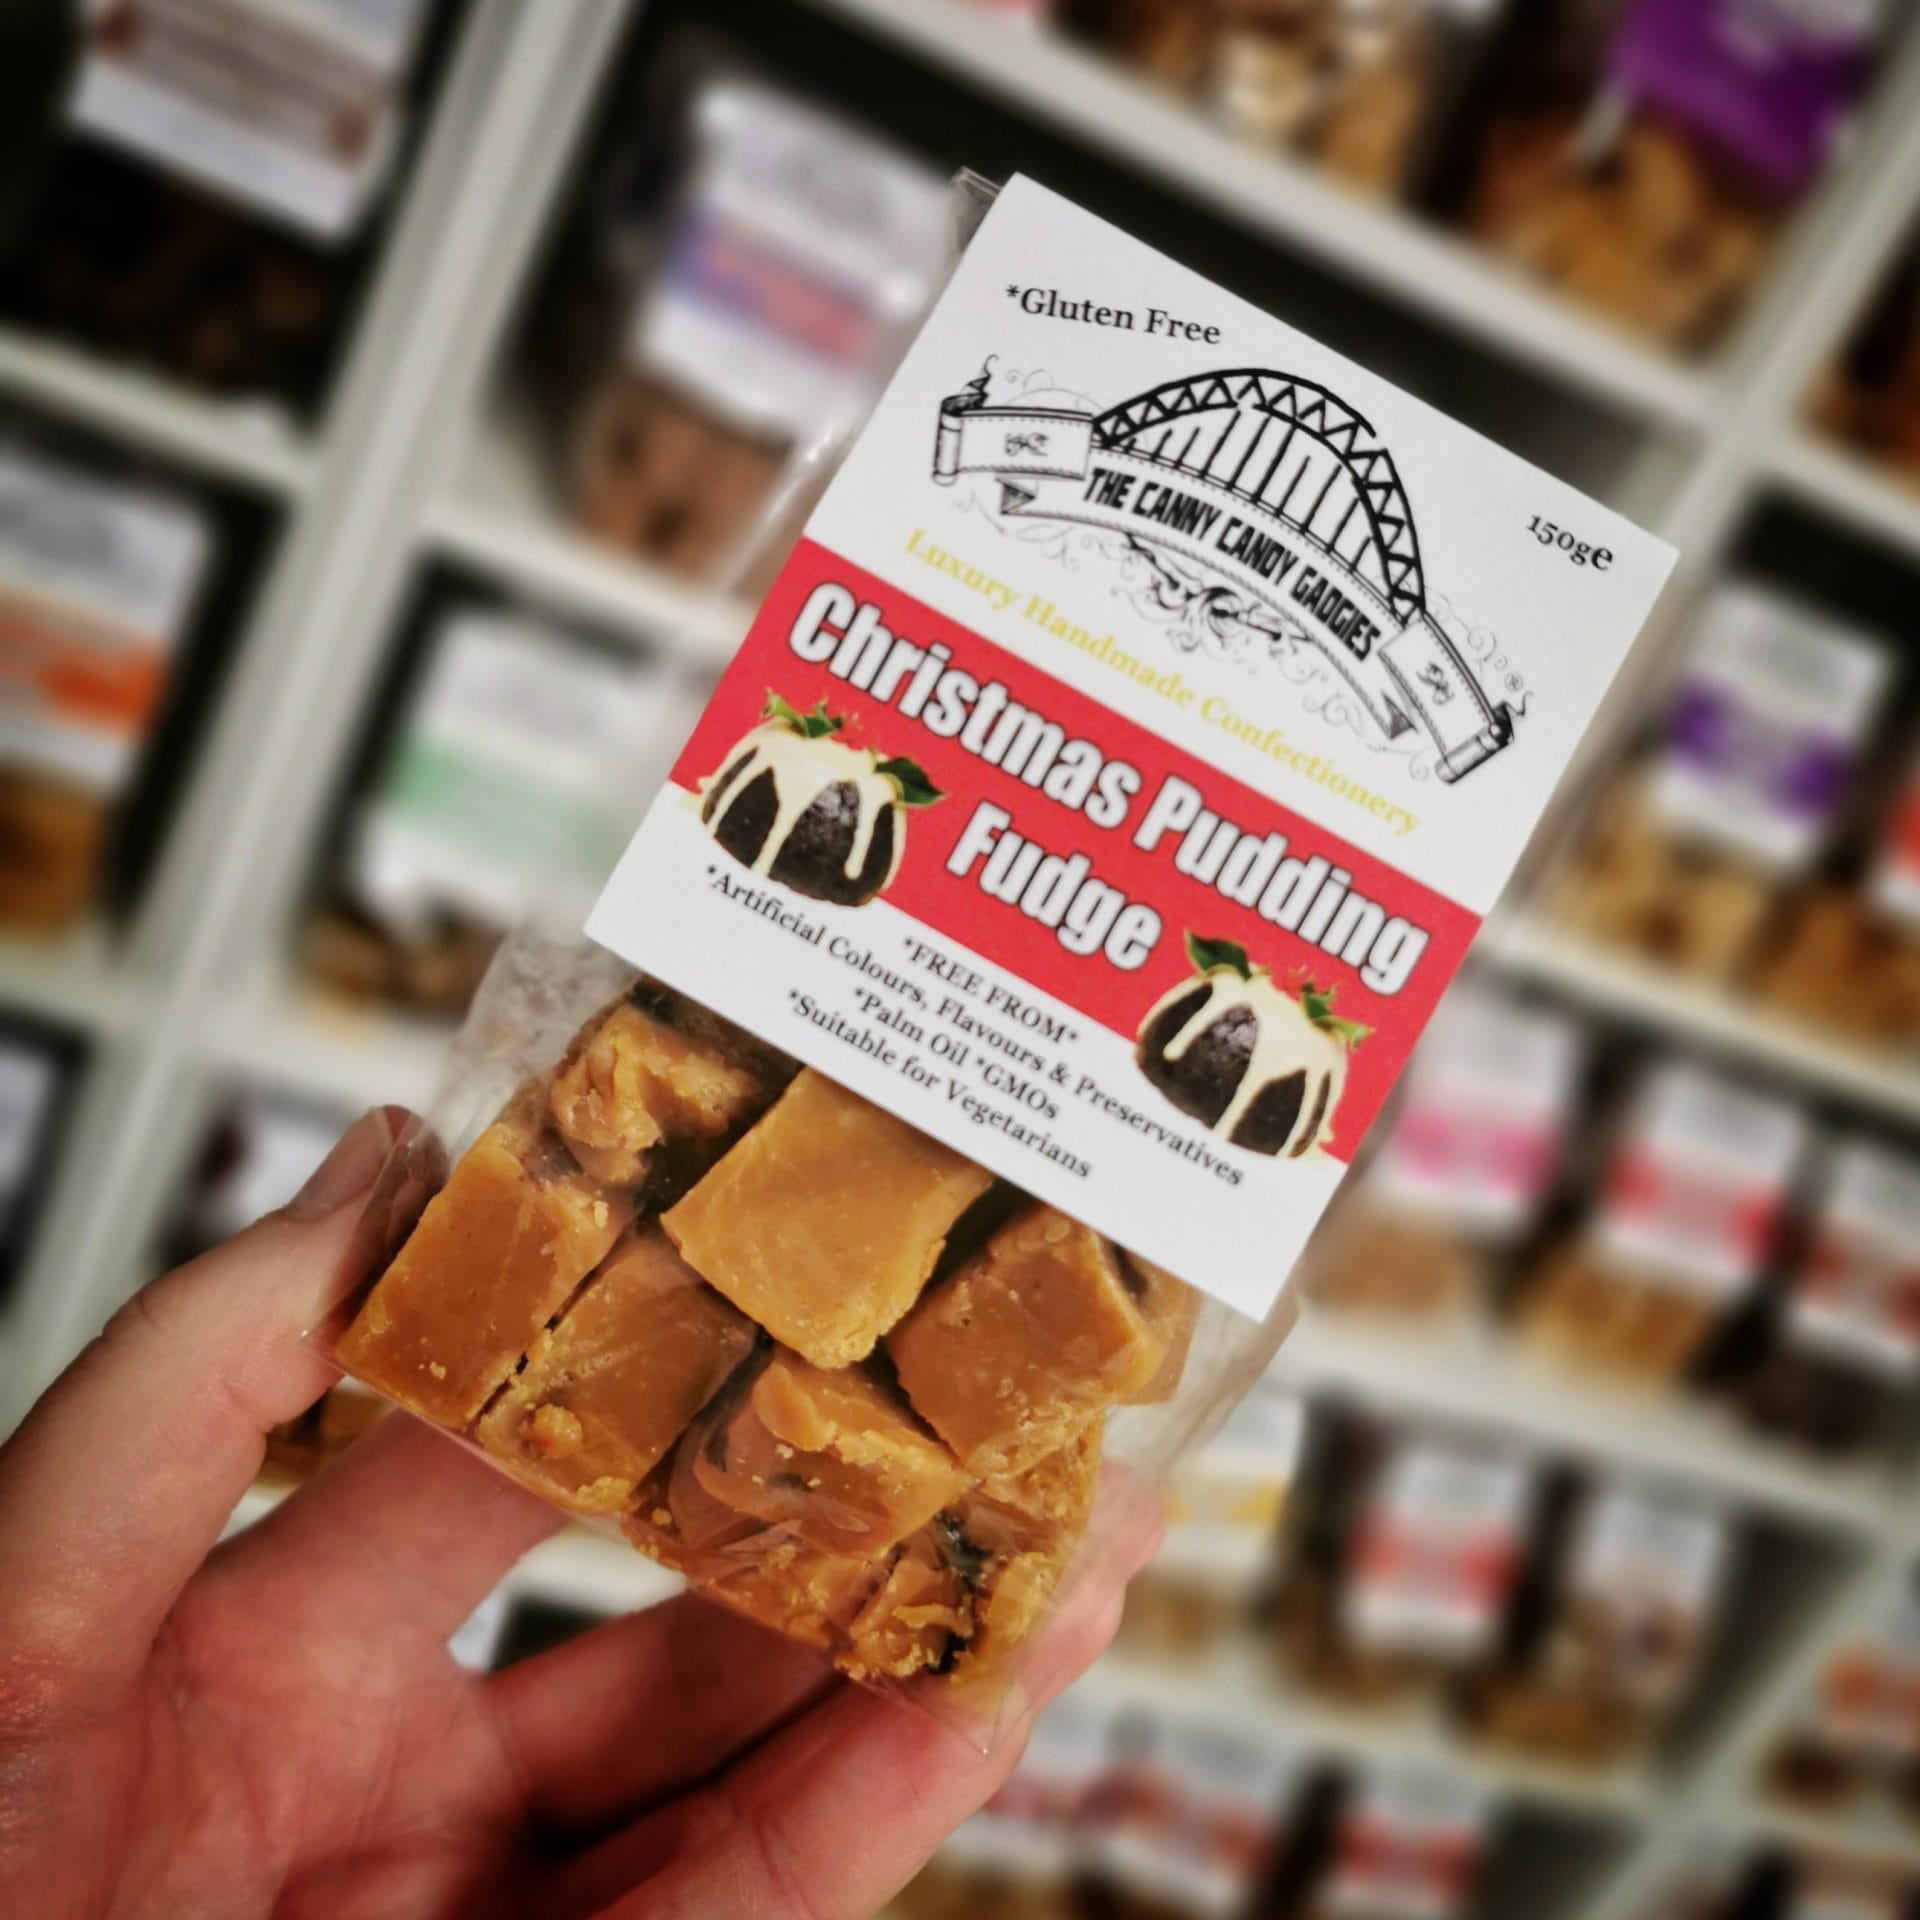 *Gluten Free
THE CANNY CANDY GADGIES
150ge
Luxury Handmade Confectionery
Christmas Pudding
Fudge
*FREE FROM*
*Artificial Colours, Flavours & Preservatives
*Palm Oil *GMOs
*Suitable for Vegetarians